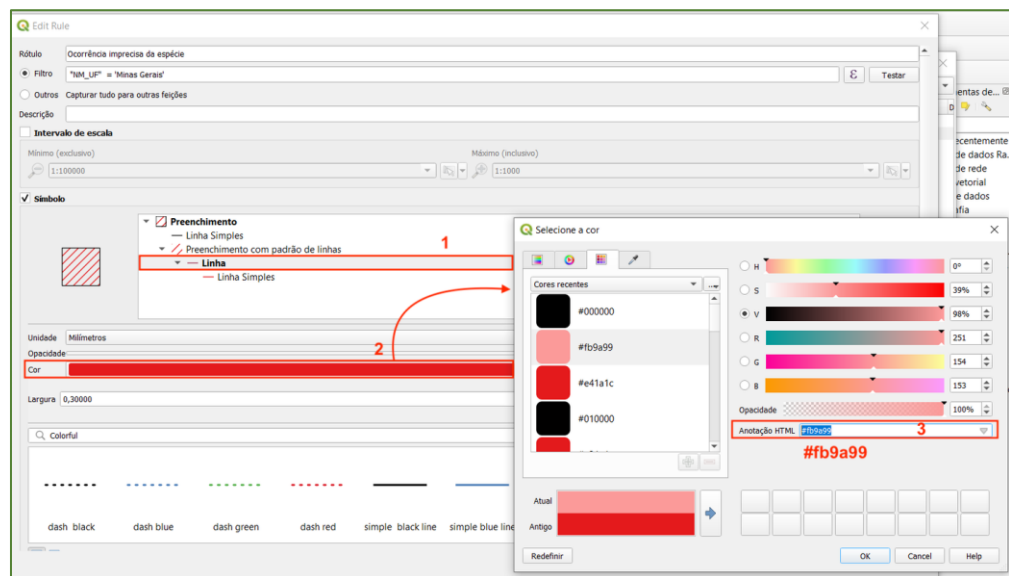 Edit Rule
Rótulo Ocorrência imprecisa da espécie
Filtro "NM_UF" = 'Minas Gerais' ε Testar
Outros Capturar tudo para outras feições
Descrição
Intervalo de escala
Mínimo (exclusivo) Máximo (inclusivo)
1:100000 1:1000
Símbolo
Preenchimento
Linha Simples
Preenchimento com padrão de linhas
1
Linha
Linha Simples
Unidade Milímetros
Opacidade
2
Cor
Largura 0,30000
Colorful
dash black dash blue dash green dash red simple black line simple blue line
entas de...
ecentemente
de dados Ra...
de rede
vetorial
e dados
afia
Selecione a cor
Cores recentes
#000000
#fb9a99
#e41a1c
#010000
H 0°
S 39%
V 98%
R 251
G 154
B 153
Opacidade 100%
Anotação HTML #fb9a99 3
#fb9a99
Atual
Antigo
Redefinir OK Cancel Help